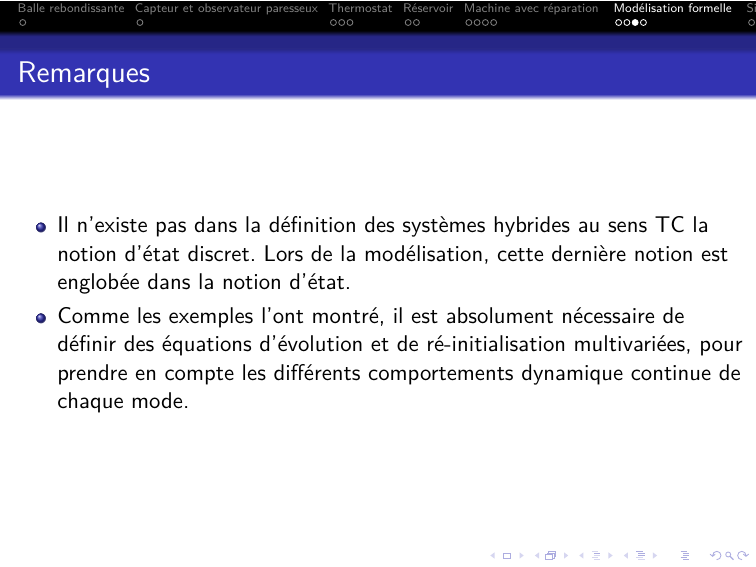 Balle rebondissante Capteur et observateur paresseux Thermostat Réservoir Machine avec réparation Modélisation formelle Si
Remarques
Il n'existe pas dans la définition des systèmes hybrides au sens TC la
notion d'état discret. Lors de la modélisation, cette dernière notion est
englobée dans la notion d'état.
Comme les exemples l'ont montré, il est absolument nécessaire de
définir des équations d'évolution et de ré-initialisation multivariées, pour
prendre en compte les différents comportements dynamique continue de
chaque mode.